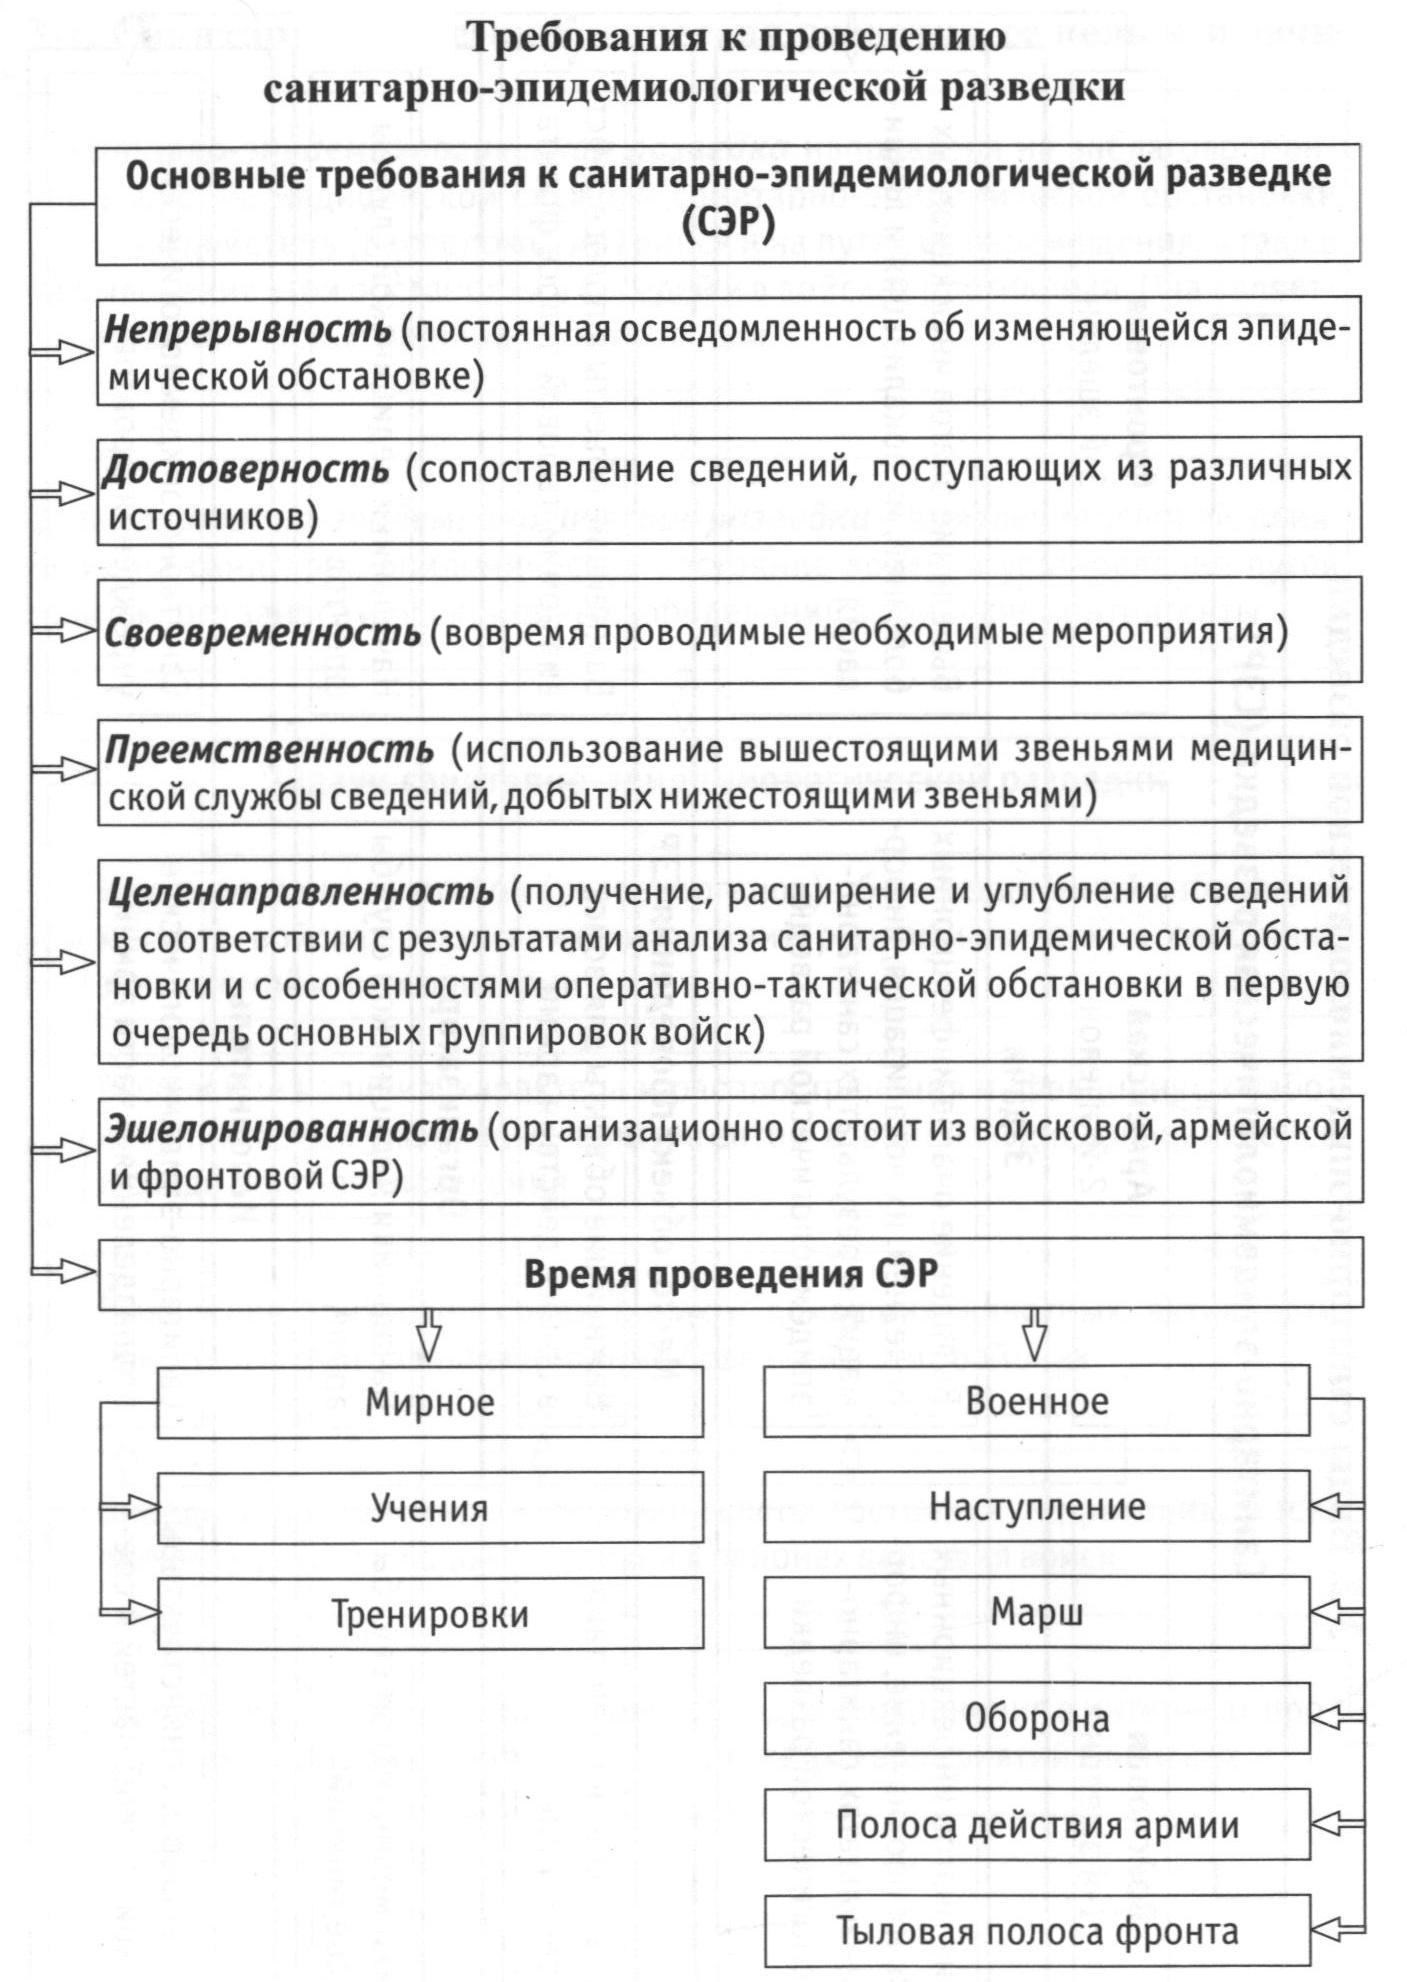 Требования к проведению
санитарно-эпидемиологической разведки
Основные требования к санитарно-эпидемиологической разведке
(СЭР)
Непрерывность (постоянная осведомленность об изменяющейся эпиде-
мической обстановке)
Достоверность (сопоставление сведений, поступающих из различных
источников)
Своевременность (вовремя проводимые необходимые мероприятия)
Преемственность (использование вышестоящими звеньями медицин-
ской службы сведений, добытых нижестоящими звеньями)
Целенаправленность (получение, расширение и углубление сведений
в соответствии с результатами анализа санитарно-эпидемической обста-
новки и с особенностями оперативно-тактической обстановки в первую
очередь основных группировок войск)
Эшелонированность (организационно состоит из войсковой, армейской
и фронтовой СЭР)
Время проведения СЭР
Мирное
Учения
Тренировки
Военное
Наступление
Марш
Оборона
Полоса действия армии
Тыловая полоса фронта